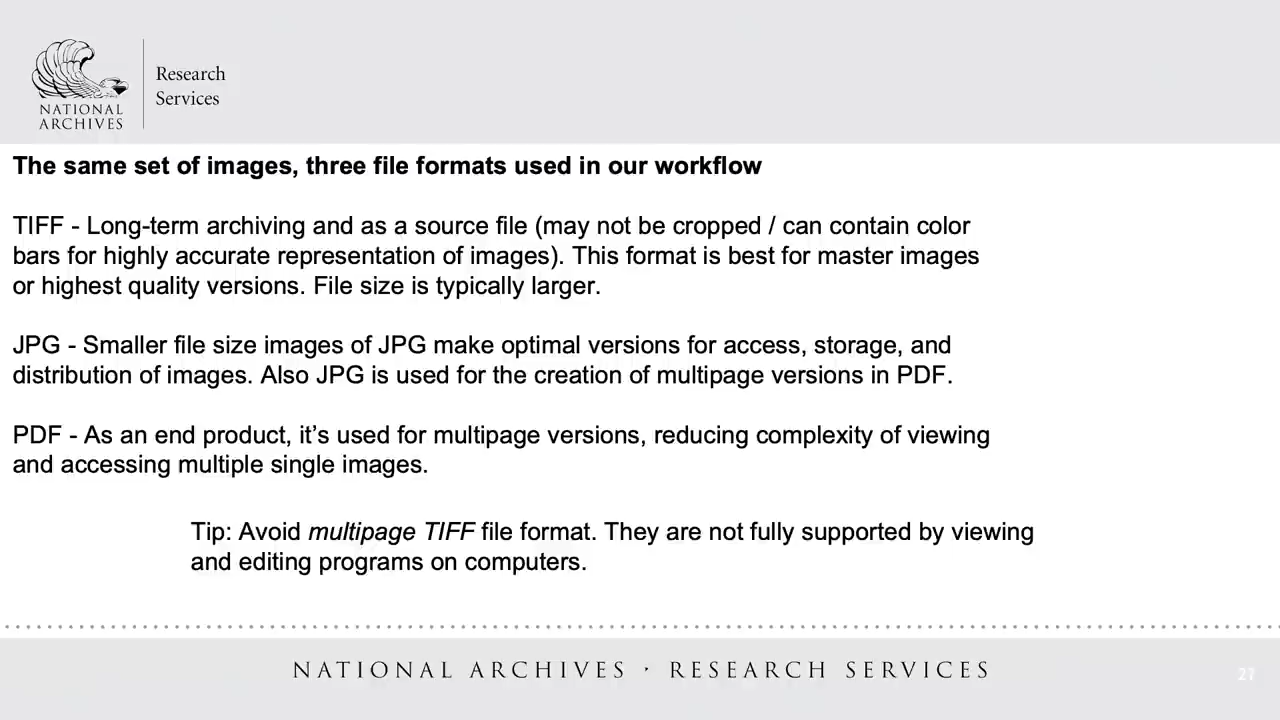 Research
Services
NATIONAL
ARCHIVES
The same set of images, three file formats used in our workflow
TIFF - Long-term archiving and as a source file (may not be cropped / can contain color
bars for highly accurate representation of images). This format is best for master images
or highest quality versions. File size is typically larger.
JPG - Smaller file size images of JPG make optimal versions for access, storage, and
distribution of images. Also JPG is used for the creation of multipage versions in PDF.
PDF - As an end product, it’s used for multipage versions, reducing complexity of viewing
and accessing multiple single images.
Tip: Avoid multipage TIFF file format. They are not fully supported by viewing
and editing programs on computers.
NATIONAL ARCHIVES · RESEARCH SERVICES
27